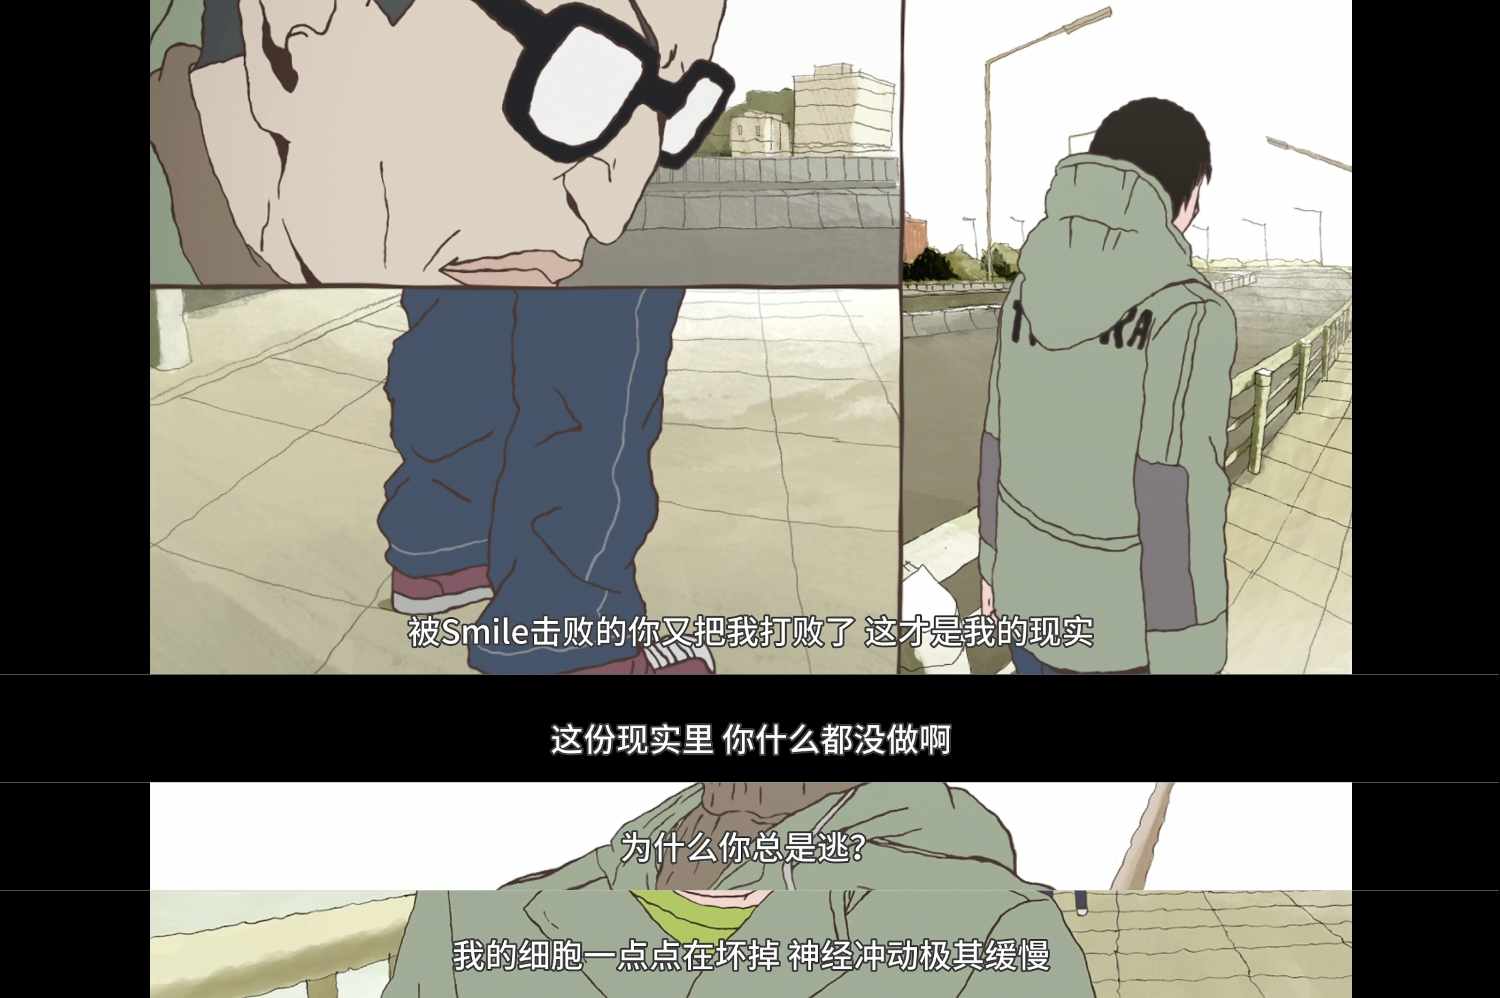 被Smile击败的你又把我打败了 这才是我的现实
这份现实里 你什么都没做啊
为什么你总是逃?
我的细胞一点点在坏掉 神经冲动极其缓慢